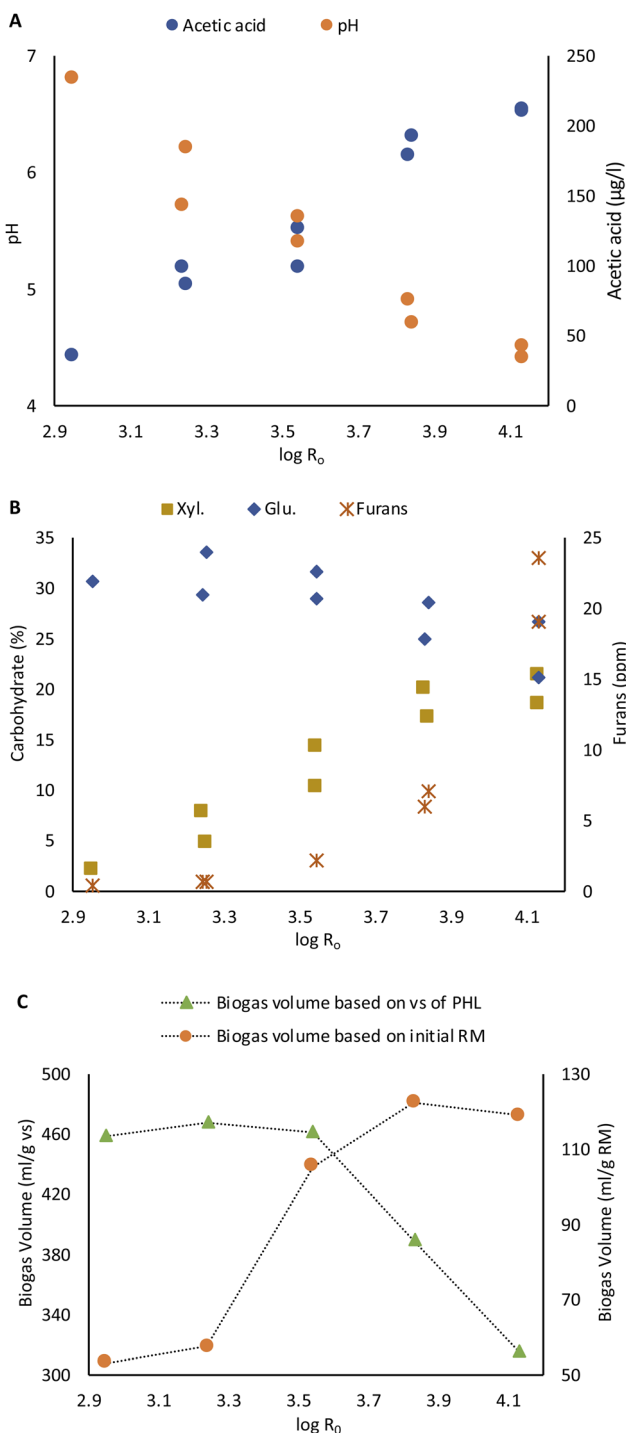 A
Acetic acid pH
7 250
6 200
150
5 100
50
4 0
pH
Acetic acid (µg/l)
2.9 3.1 3.3 3.5 3.7 3.9 4.1
log Ro
B
Xyl. Glu. Furans
35 25
30 20
25
20 15
15 10
10
5 5
0 0
Carbohydrate (%)
Furans (ppm)
2.9 3.1 3.3 3.5 3.7 3.9 4.1
log Ro
C
Biogas volume based on vs of PHL
Biogas volume based on initial RM
500 130
460 110
420 90
380
340 70
300 50
Biogas Volume (ml/g vs)
Biogas Volume (ml/g RM)
2.9 3.1 3.3 3.5 3.7 3.9 4.1
log R0